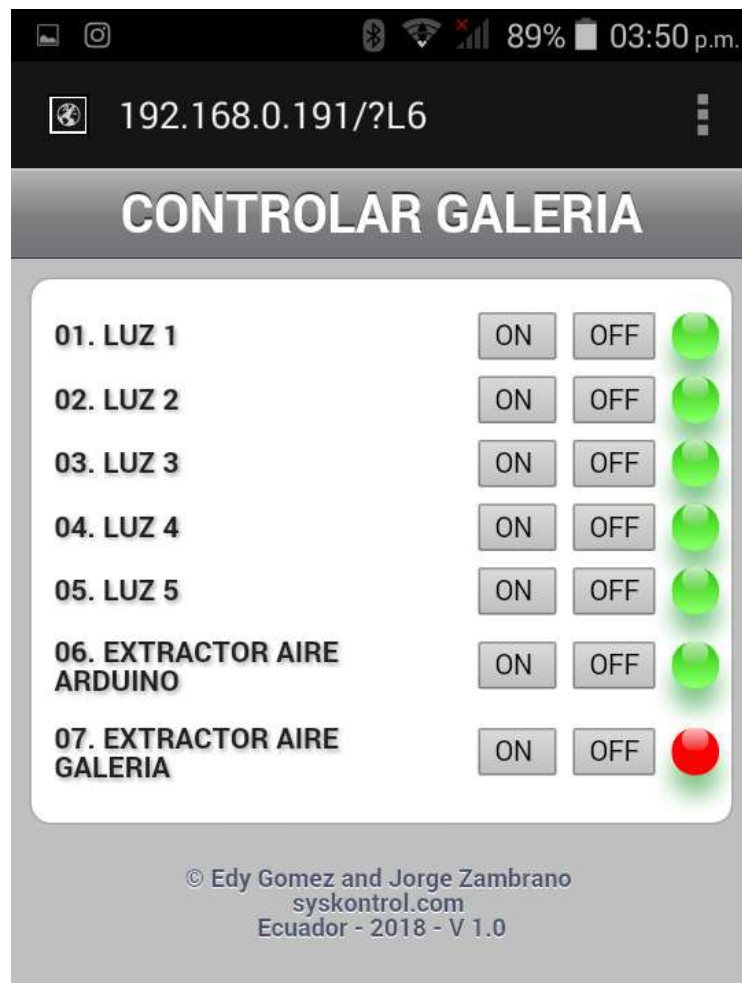 89% 03:50 p.m.
192.168.0.191/?L6
CONTROLAR GALERIA
01. LUZ 1 ON OFF
02. LUZ 2 ON OFF
03. LUZ 3 ON OFF
04. LUZ 4 ON OFF
05. LUZ 5 ON OFF
06. EXTRACTOR AIRE
ARDUINO ON OFF
07. EXTRACTOR AIRE
GALERIA ON OFF
© Edy Gomez and Jorge Zambrano
syskontrol.com
Ecuador - 2018 - V 1.0